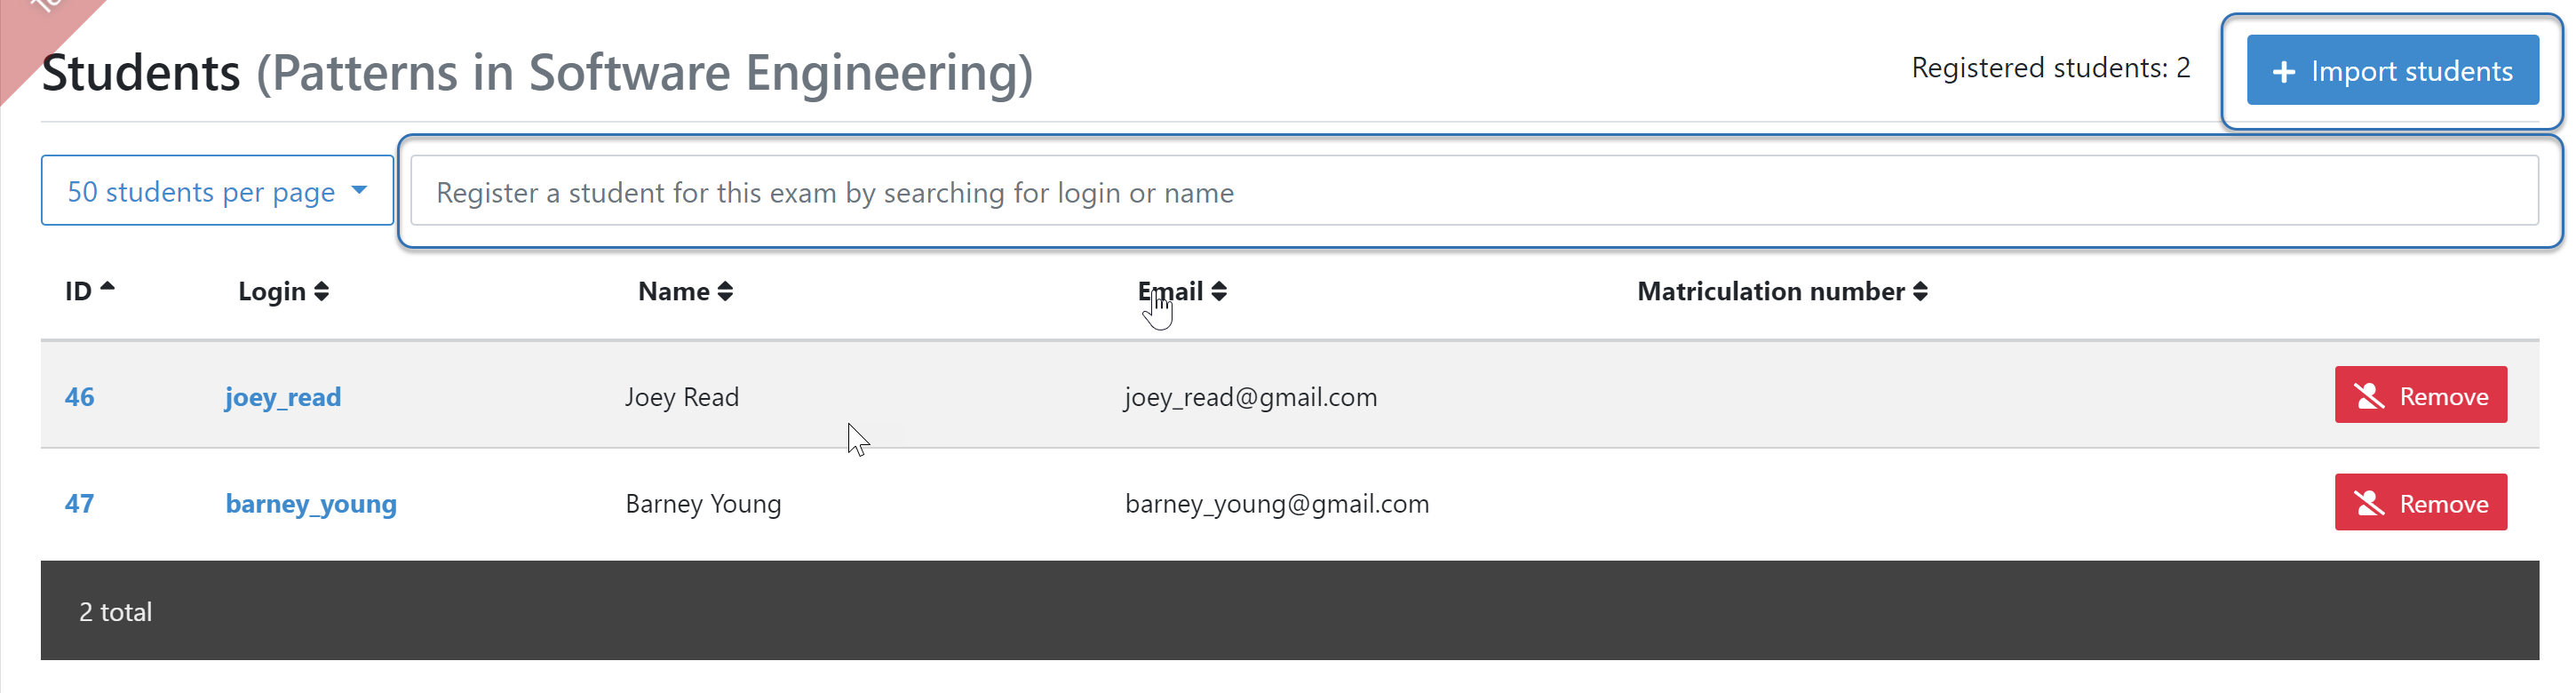 Students (Patterns in Software Engineering)
Registered students: 2
Import students
50 students per page
Register a student for this exam by searching for login or name
ID Login Name Email Matriculation number
46 joey_read Joey Read joey_read@gmail.com Remove
47 barney_young Barney Young barney_young@gmail.com Remove
2 total